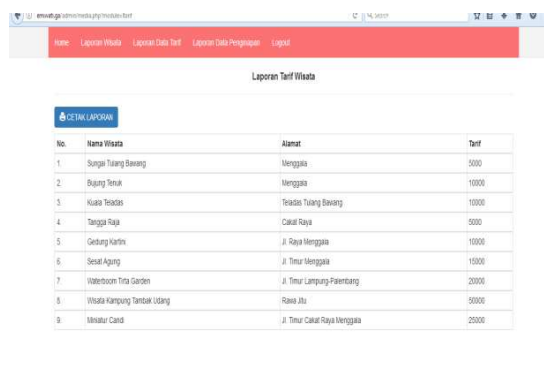 Search
Home Laporan Wisata Laporan Data Tarif Laporan Data Penginapan Logout
Laporan Tarif Wisata
CETAK LAPORAN
No. Nama Wisata Alamat Tarif
1. Sungai Tulang Bawang Menggala 5000
2. Bujung Tenuk Menggala 10000
3. Kuala Teladas Teladas Tulang Bawang 10000
4. Tangga Raja Cakat Raya 5000
5. Gedung Kartini Jl. Raya Menggala 10000
6. Sesat Agung Jl. Timur Menggala 15000
7. Waterboom Tirta Garden Jl. Timur Lampung-Palembang 20000
8. Wisata Kampung Tambak Udang Rawa Jitu 50000
9. Miniatur Candi Jl. Timur Cakat Raya Menggala 25000